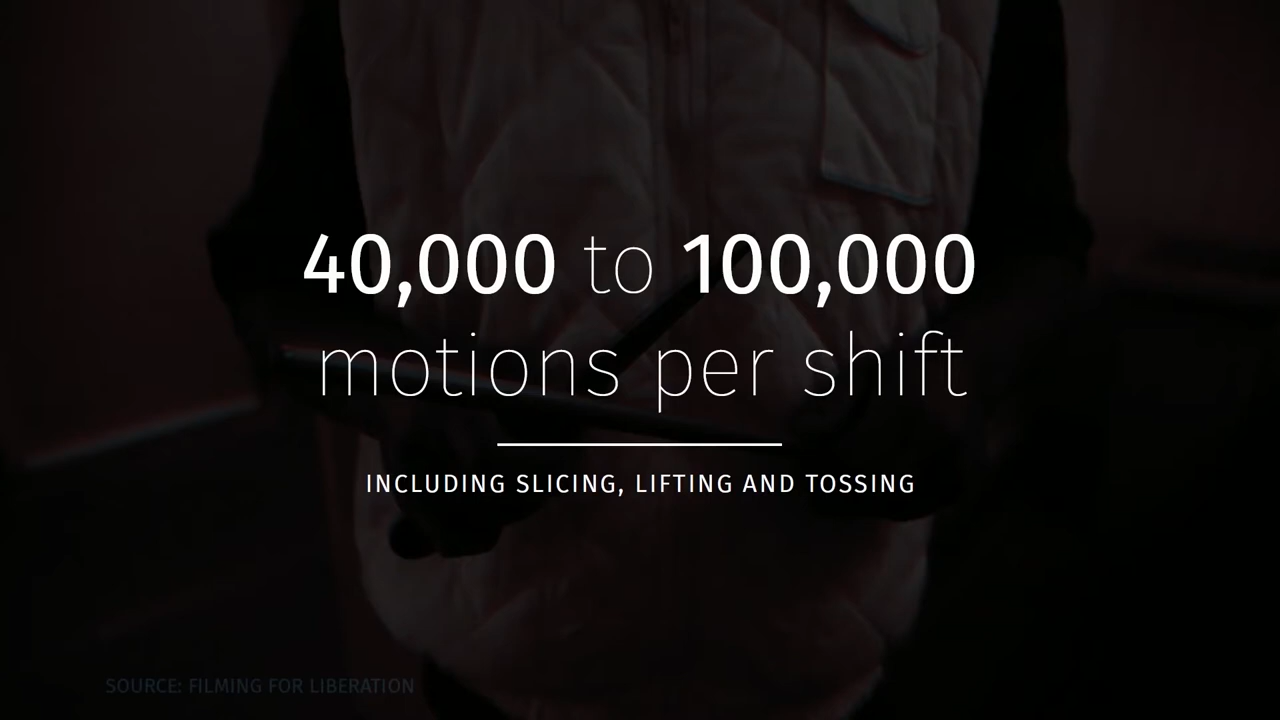 40,000 to 100,000
motions per shift
INCLUDING SLICING, LIFTING AND TOSSING
SOURCE: FILMING FOR LIBERATION